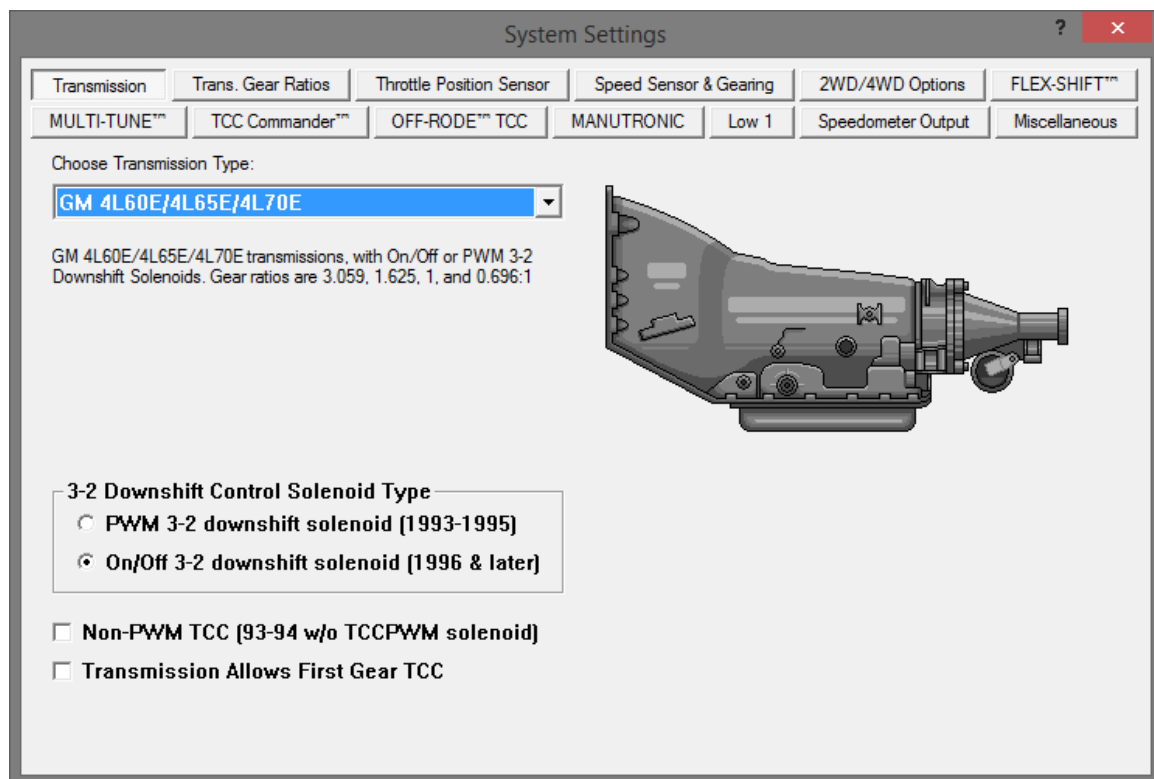 System Settings
?
Transmission
Trans. Gear Ratios
Throttle Position Sensor
Speed Sensor & Gearing
2WD/4WD Options
FLEX-SHIFT™
MULTI-TUNE™
TCC Commander™
OFF-RODE™ TCC
MANUTRONIC
Low 1
Speedometer Output
Miscellaneous
Choose Transmission Type:
GM 4L60E/4L65E/4L70E
GM 4L60E/4L65E/4L70E transmissions, with On/Off or PWM 3-2
Downshift Solenoids. Gear ratios are 3.059, 1.625, 1, and 0.696:1
3-2 Downshift Control Solenoid Type
PWM 3-2 downshift solenoid (1993-1995)
On/Off 3-2 downshift solenoid (1996 & later)
Non-PWM TCC (93-94 w/o TCCPWM solenoid)
Transmission Allows First Gear TCC